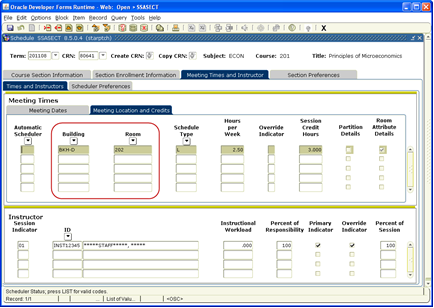 Oracle Developer Forms Runtime - Web: Open > SSASECT
File Edit Options Block Item Record Query Tools Help
Schedule SSASECT 8.5.0.4 (starptch)
Term: 201108 CRN: 80641 Create CRN: Copy CRN: Subject: ECON Course: 201 Title: Principles of Macroeconomics
Course Section Information Section Enrollment Information Meeting Times and Instructor Section Preferences
Times and Instructors Scheduler Preferences
Meeting Times
Meeting Dates Meeting Location and Credits
Automatic Scheduler Building Room Schedule Type Hours per Week Override Indicator Session Credit Hours Partition Details Room Attribute Details
BKH-D 202 L 2.50 3.000
Instructor
Session Indicator ID Instructional Workload Percent of Responsibility Primary Indicator Override Indicator Percent of Session
01 INST12345 *****STAFF*****, ***** .000 100 100
Scheduler Status, press LIST for valid codes.
Record: 1/1 List of Valu... <OSC>